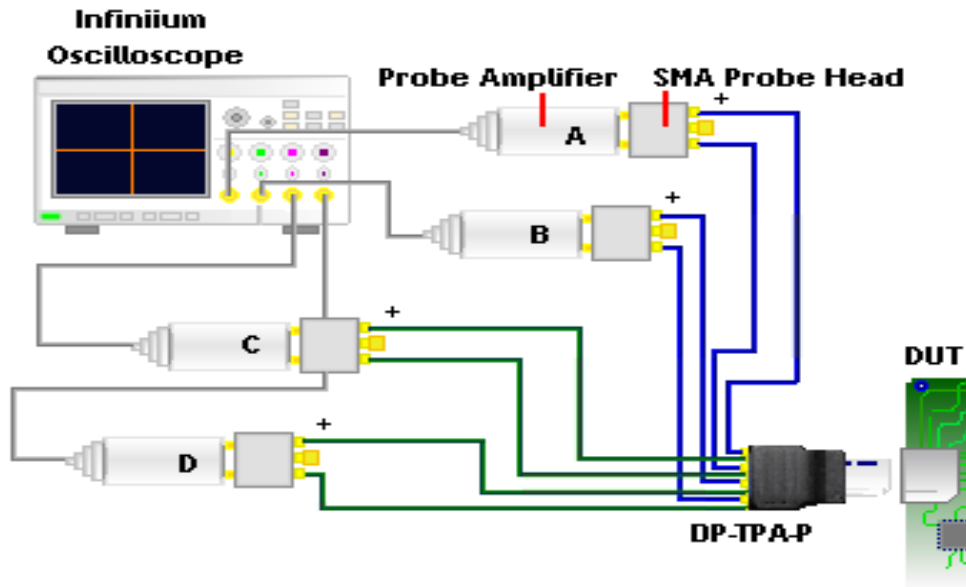 Infiniium
Oscilloscope
Probe Amplifier
SMA Probe Head
+
A
+
B
+
C
DUT
+
D
DP-TPA-P